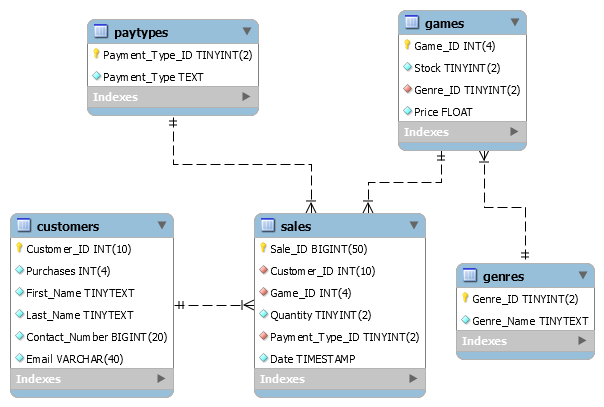 paytypes
Payment_Type_ID TINYINT(2)
Payment_Type TEXT
Indexes
games
Game_ID INT(4)
Stock TINYINT(2)
Genre_ID TINYINT(2)
Price FLOAT
Indexes
customers
Customer_ID INT(10)
Purchases INT(4)
First_Name TINYTEXT
Last_Name TINYTEXT
Contact_Number BIGINT(20)
Email VARCHAR(40)
Indexes
sales
Sale_ID BIGINT(50)
Customer_ID INT(10)
Game_ID INT(4)
Quantity TINYINT(2)
Payment_Type_ID TINYINT(2)
Date TIMESTAMP
Indexes
genres
Genre_ID TINYINT(2)
Genre_Name TINYTEXT
Indexes